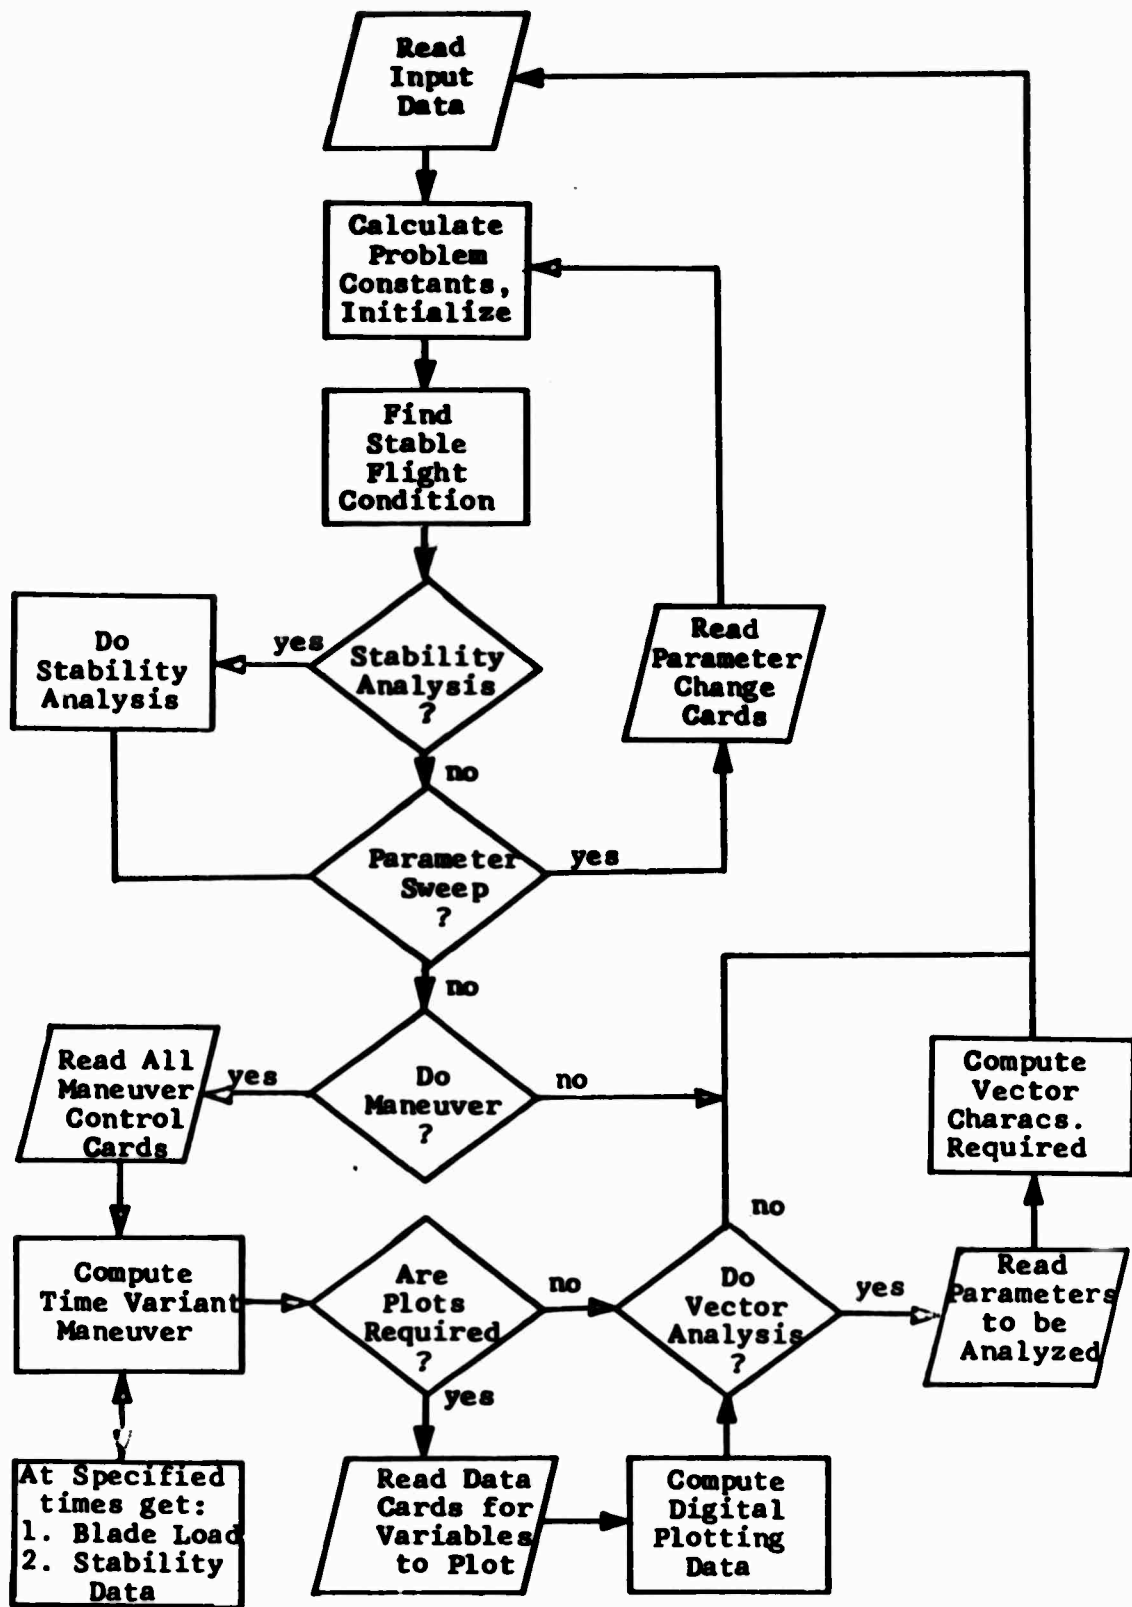 Read
Input
Data
Calculate
Problem
Constants,
Initialize
Find
Stable
Flight
Condition
Do
Stability
Analysis
yes
Stability
Analysis
?
Read
Parameter
Change
Cards
no
Parameter
Sweep
?
yes
no
Read All
Maneuver
Control
Cards
yes
Do
Maneuver
?
no
Compute
Vector
Characs.
Required
Compute
Time Variant
Maneuver
Are
Plots
Required
?
no
no
Do
Vector
Analysis
?
yes
Read
Parameters
to be
Analyzed
yes
At Specified
times get:
1. Blade Load
2. Stability
Data
Read Data
Cards for
Variables
to Plot
Compute
Digital
Plotting
Data